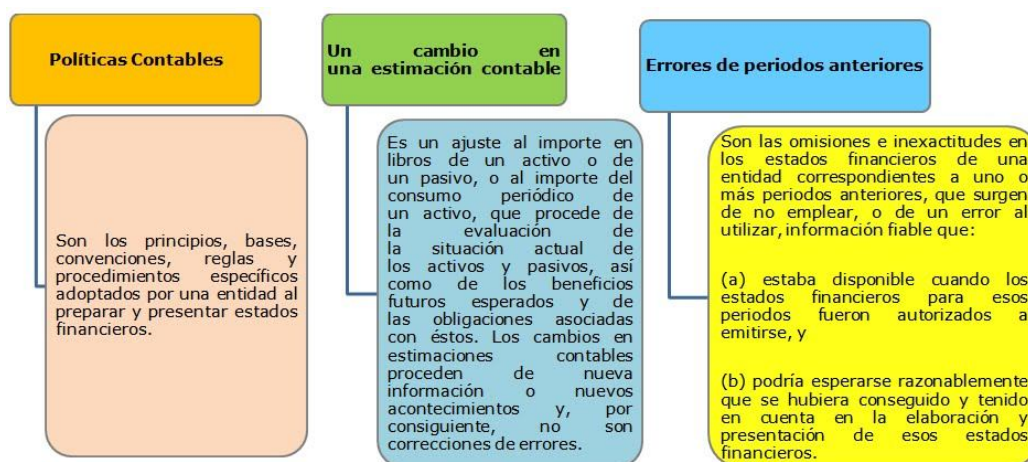 Políticas Contables
Son los principios, bases,
convenciones, reglas y
procedimientos específicos
adoptados por una entidad al
preparar y presentar estados
financieros.
Un cambio en
una estimación contable
Es un ajuste al importe en
libros de un activo o de
un pasivo, o al importe del
consumo periódico de
un activo, que procede de
la evaluación de
la situación actual de
los activos y pasivos, así
como de los beneficios
futuros esperados y de
las obligaciones asociadas
con éstos. Los cambios en
estimaciones contables
proceden de nueva
información o nuevos
acontecimientos y, por
consiguiente, no son
correcciones de errores.
Errores de periodos anteriores
Son las omisiones e inexactitudes en
los estados financieros de una
entidad correspondientes a uno o
más periodos anteriores, que surgen
de no emplear, o de un error al
utilizar, información fiable que:
(a) estaba disponible cuando los
estados financieros para esos
periodos fueron autorizados a
emitirse, y
(b) podría esperarse razonablemente
que se hubiera conseguido y tenido
en cuenta en la elaboración y
presentación de esos estados
financieros.